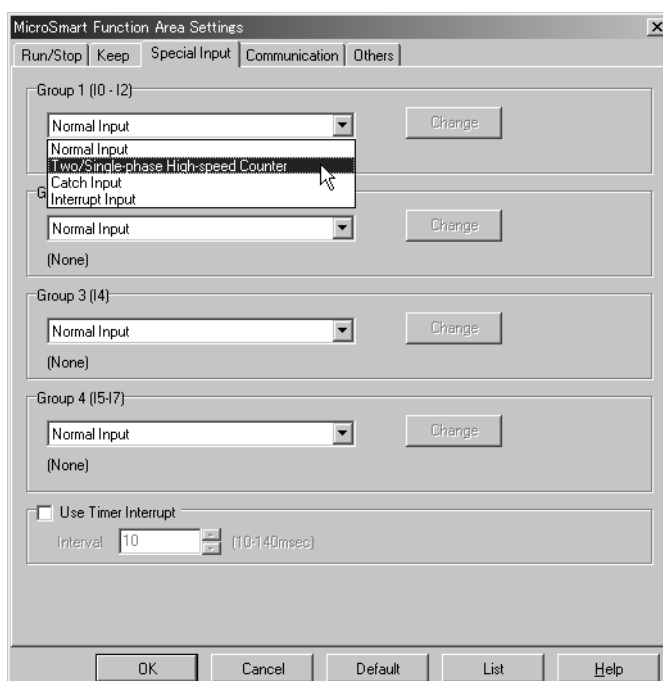 MicroSmart Function Area Settings
Run/Stop Keep Special Input Communication Others
Group 1 (I0 - I2)
Normal Input Change
Normal Input
Two/Single-phase High-speed Counter
Catch Input
Interrupt Input
G
Normal Input Change
(None)
Group 3 (I4)
Normal Input Change
(None)
Group 4 (I5-I7)
Normal Input Change
(None)
Use Timer Interrupt
Interval 10 (10-140msec)
OK Cancel Default List Help